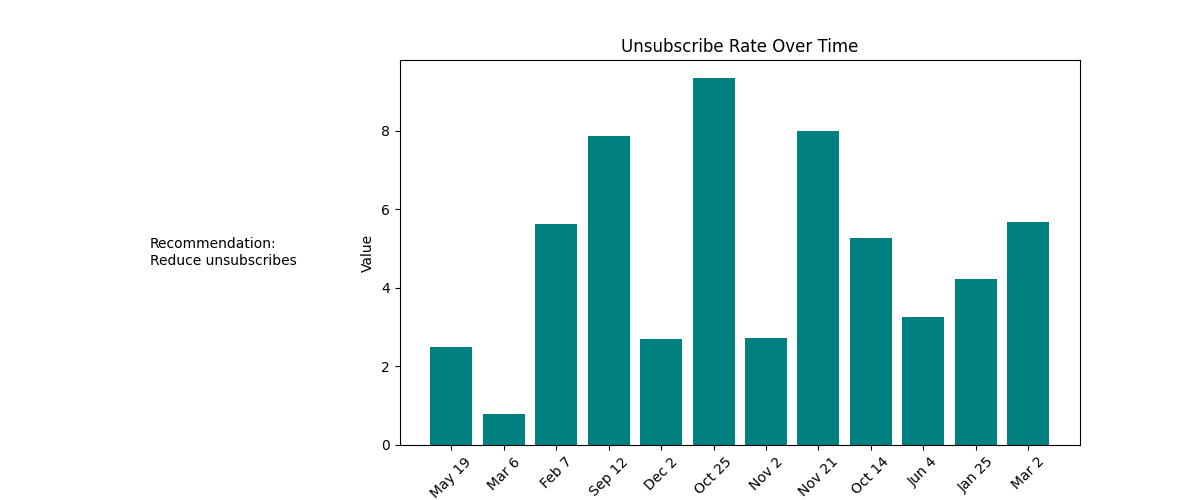 Unsubscribe Rate Over Time
Recommendation:
Reduce unsubscribes
Value
8
6
4
2
0
May 19
Mar 6
Feb 7
Sep 12
Dec 2
Oct 25
Nov 2
Nov 21
Oct 14
Jun 4
Jan 25
Mar 2